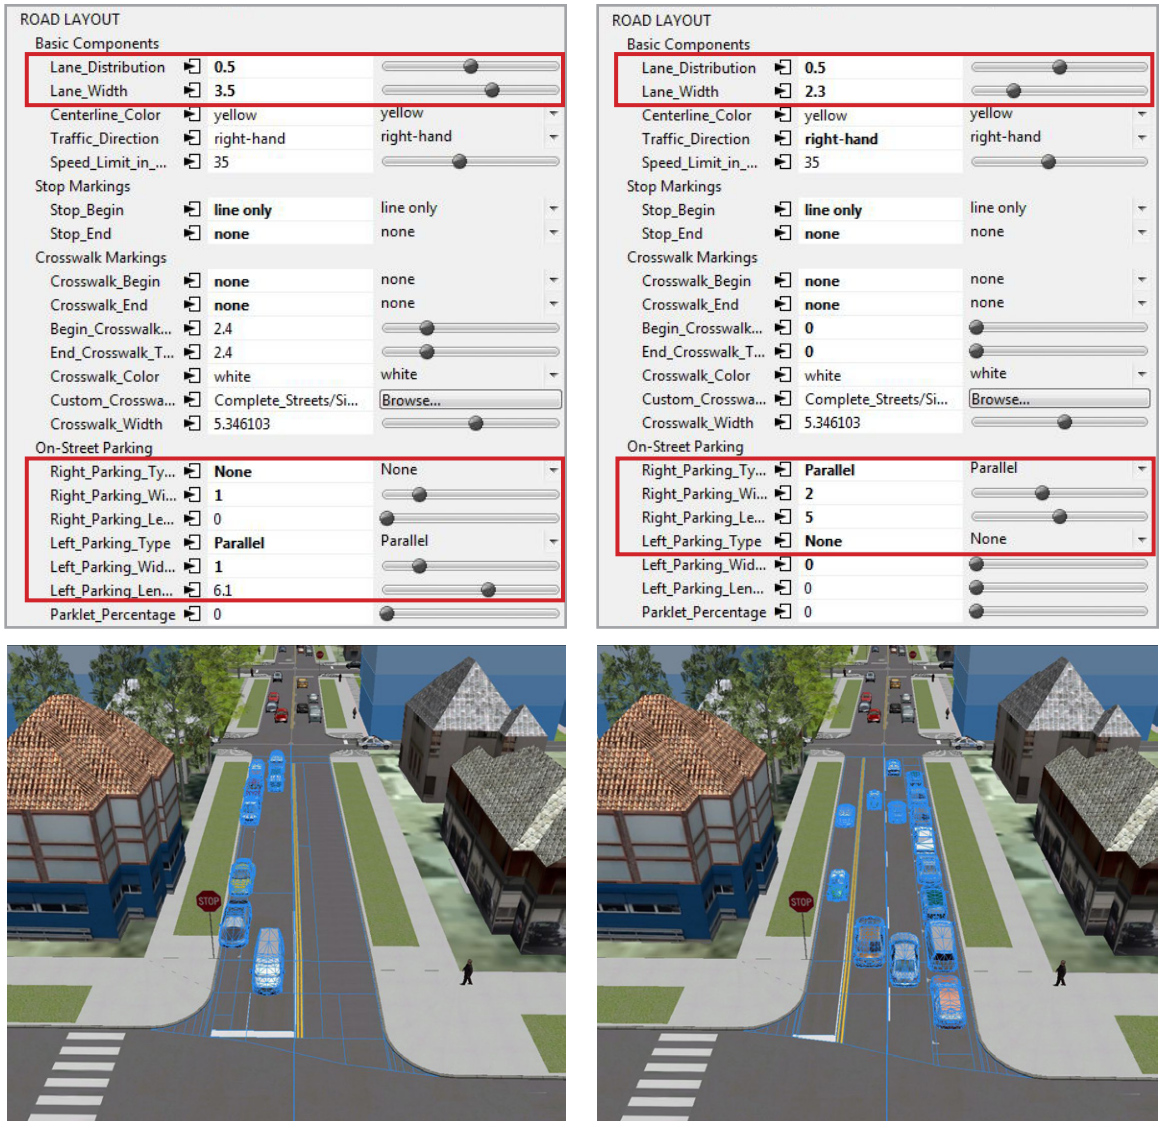 ROAD LAYOUT
Basic Components
Lane_Distribution 0.5
Lane_Width 3.5
Centerline_Color yellow yellow
Traffic_Direction right-hand right-hand
Speed_Limit_in_... 35
Stop Markings
Stop_Begin line only line only
Stop_End none none
Crosswalk Markings
Crosswalk_Begin none none
Crosswalk_End none none
Begin_Crosswalk... 2.4
End_Crosswalk_T... 2.4
Crosswalk_Color white white
Custom_Crosswa... Complete_Streets/Si... Browse...
Crosswalk_Width 5.346103
On-Street Parking
Right_Parking_Ty... None None
Right_Parking_Wi... 1
Right_Parking_Le... 0
Left_Parking_Type Parallel Parallel
Left_Parking_Wid... 1
Left_Parking_Len... 6.1
Parklet_Percentage 0
ROAD LAYOUT
Basic Components
Lane_Distribution 0.5
Lane_Width 2.3
Centerline_Color yellow yellow
Traffic_Direction right-hand right-hand
Speed_Limit_in_... 35
Stop Markings
Stop_Begin line only line only
Stop_End none none
Crosswalk Markings
Crosswalk_Begin none none
Crosswalk_End none none
Begin_Crosswalk... 0
End_Crosswalk_T... 0
Crosswalk_Color white white
Custom_Crosswa... Complete_Streets/Si... Browse...
Crosswalk_Width 5.346103
On-Street Parking
Right_Parking_Ty... Parallel Parallel
Right_Parking_Wi... 2
Right_Parking_Le... 5
Left_Parking_Type None None
Left_Parking_Wid... 0
Left_Parking_Len... 0
Parklet_Percentage 0
STOP
STOP